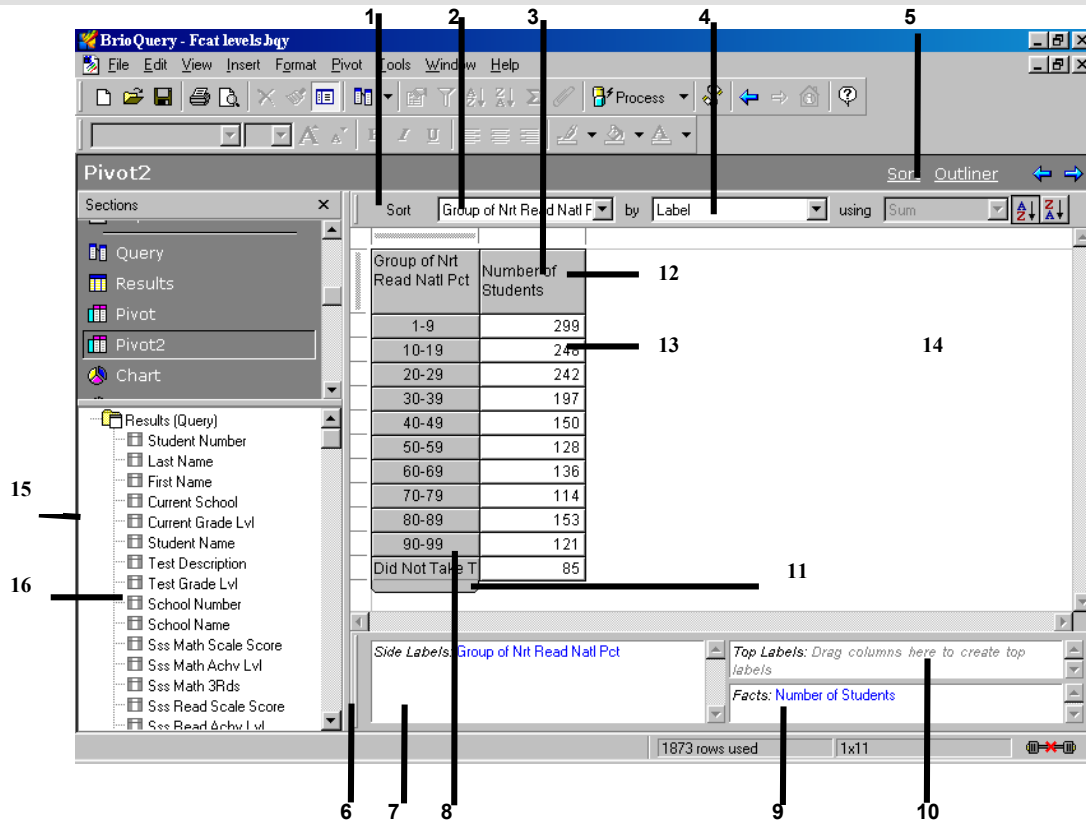 1 2 3 4 5
BrioQuery - Fcat levels.bqy
File Edit View Insert Format Pivot Tools Window Help
Process
B I U
Pivot2
Sort Outliner
Sections
Sort Group of Nrt Read Natl F by Label using Sum
Query
Results
Pivot
Pivot2
Chart
Group of Nrt Read Natl Pct Number of Students 12
1-9 299
10-19 248 13 14
20-29 242
30-39 197
40-49 150
50-59 128
60-69 136
70-79 114
80-89 153
90-99 121
Did Not Take T 85 11
Results (Query)
Student Number
Last Name
First Name
15 Current School
Current Grade Lvl
Student Name
Test Description
16 Test Grade Lvl
School Number
School Name
Sss Math Scale Score
Sss Math Achv Lvl
Sss Math 3Rds
Sss Read Scale Score
Sss Read Achv Lvl
Side Labels: Group of Nrt Read Natl Pct
Top Labels: Drag columns here to create top labels
Facts: Number of Students
1873 rows used 1x11
6 7 8 9 10